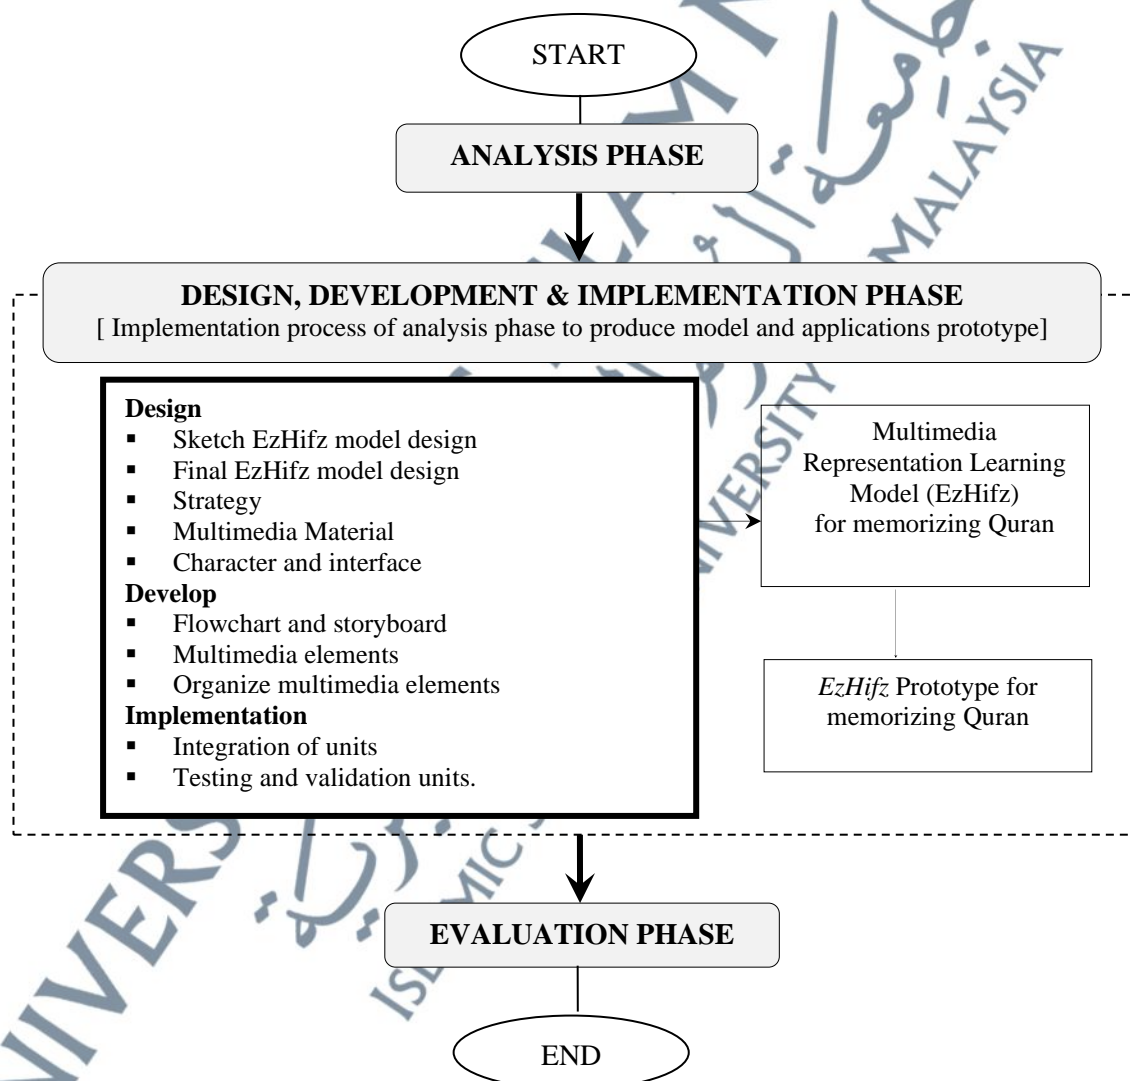 START
ANALYSIS PHASE
DESIGN, DEVELOPMENT & IMPLEMENTATION PHASE
[ Implementation process of analysis phase to produce model and applications prototype]
Design
▪ Sketch EzHifz model design
▪ Final EzHifz model design
▪ Strategy
▪ Multimedia Material
▪ Character and interface
Develop
▪ Flowchart and storyboard
▪ Multimedia elements
▪ Organize multimedia elements
Implementation
▪ Integration of units
▪ Testing and validation units.
Multimedia
Representation Learning
Model (EzHifz)
for memorizing Quran
EzHifz Prototype for
memorizing Quran
EVALUATION PHASE
END
جامعة
MALAYSIA